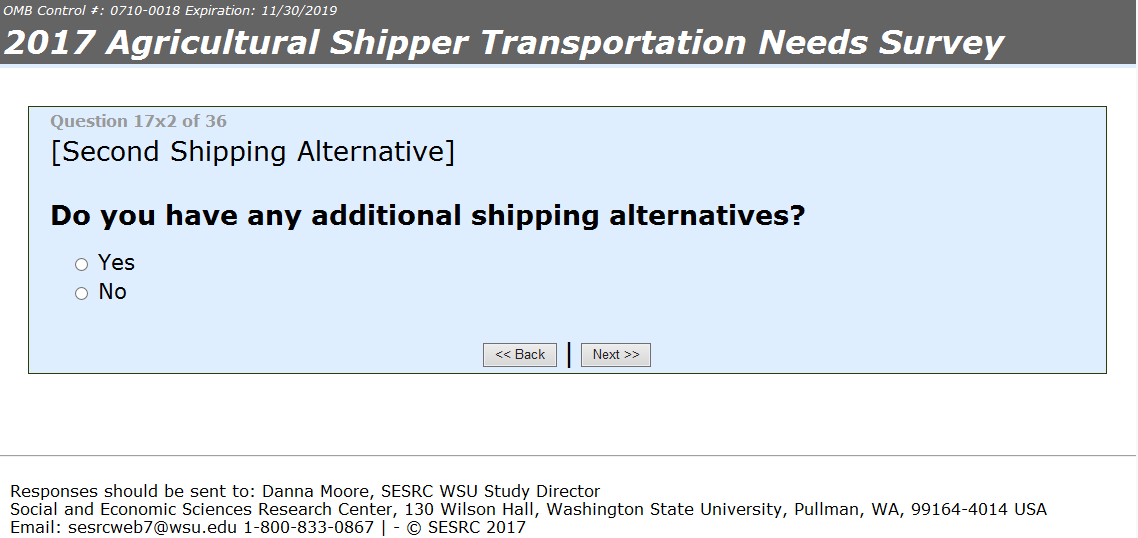 OMB Control #: 0710-0018 Expiration: 11/30/2019
2017 Agricultural Shipper Transportation Needs Survey
Question 17x2 of 36
[Second Shipping Alternative]
Do you have any additional shipping alternatives?
Yes
No
<< Back | Next >>
Responses should be sent to: Danna Moore, SESRC WSU Study Director
Social and Economic Sciences Research Center, 130 Wilson Hall, Washington State University, Pullman, WA, 99164-4014 USA
Email: sesrcweb7@wsu.edu 1-800-833-0867 | - © SESRC 2017